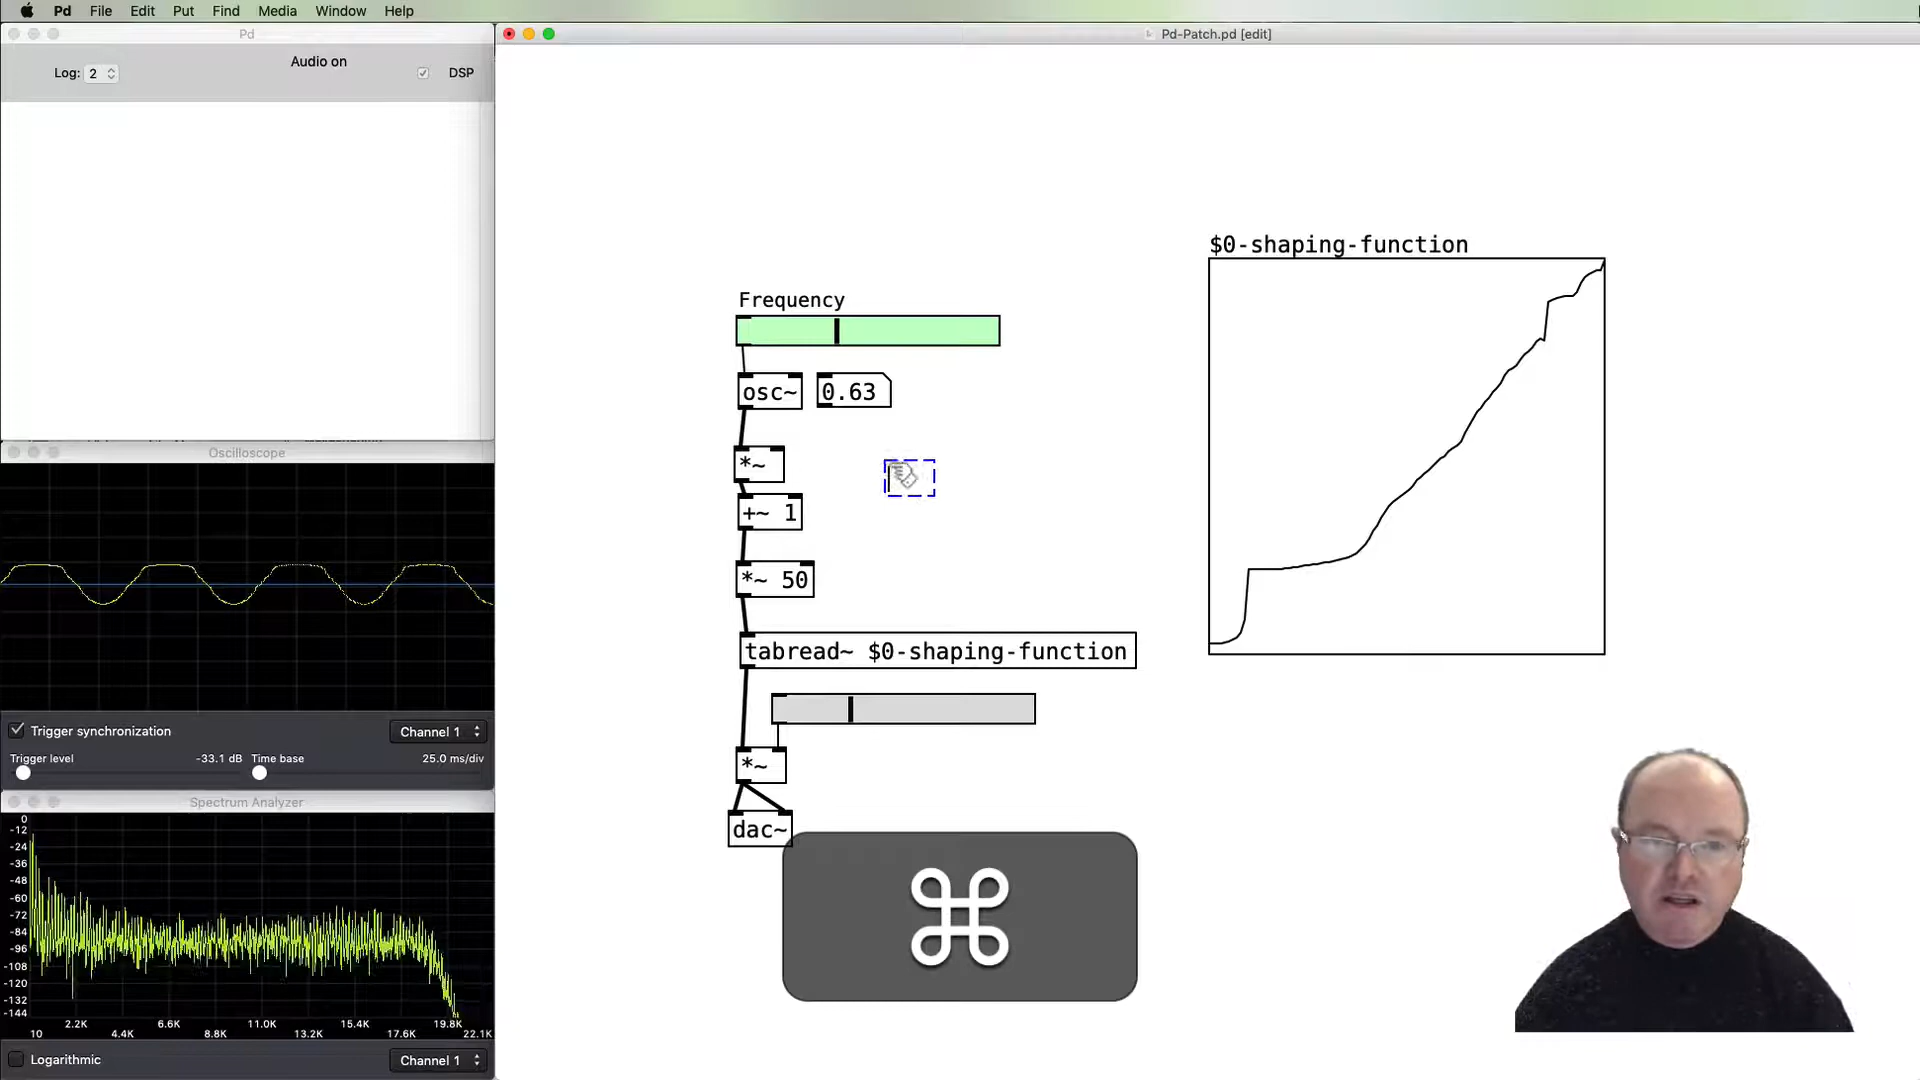 Pd File Edit Put Find Media Window Help
Pd
Log: 2
Audio on
DSP
Oscilloscope
Trigger synchronization
Channel 1
Trigger level
-33.1 dB
Time base
25.0 ms/div
Spectrum Analyzer
0
-12
-24
-36
-48
-60
-72
-84
-96
-108
-120
-132
-144
2.2K 6.6K 11.0K 15.4K 19.8K
10 4.4K 8.8K 13.2K 17.6K 22.1K
Logarithmic
Channel 1
Pd-Patch.pd [edit]
Frequency
osc~
0.63
*~
+~ 1
*~ 50
tabread~ $0-shaping-function
*~
dac~
$0-shaping-function
⌘